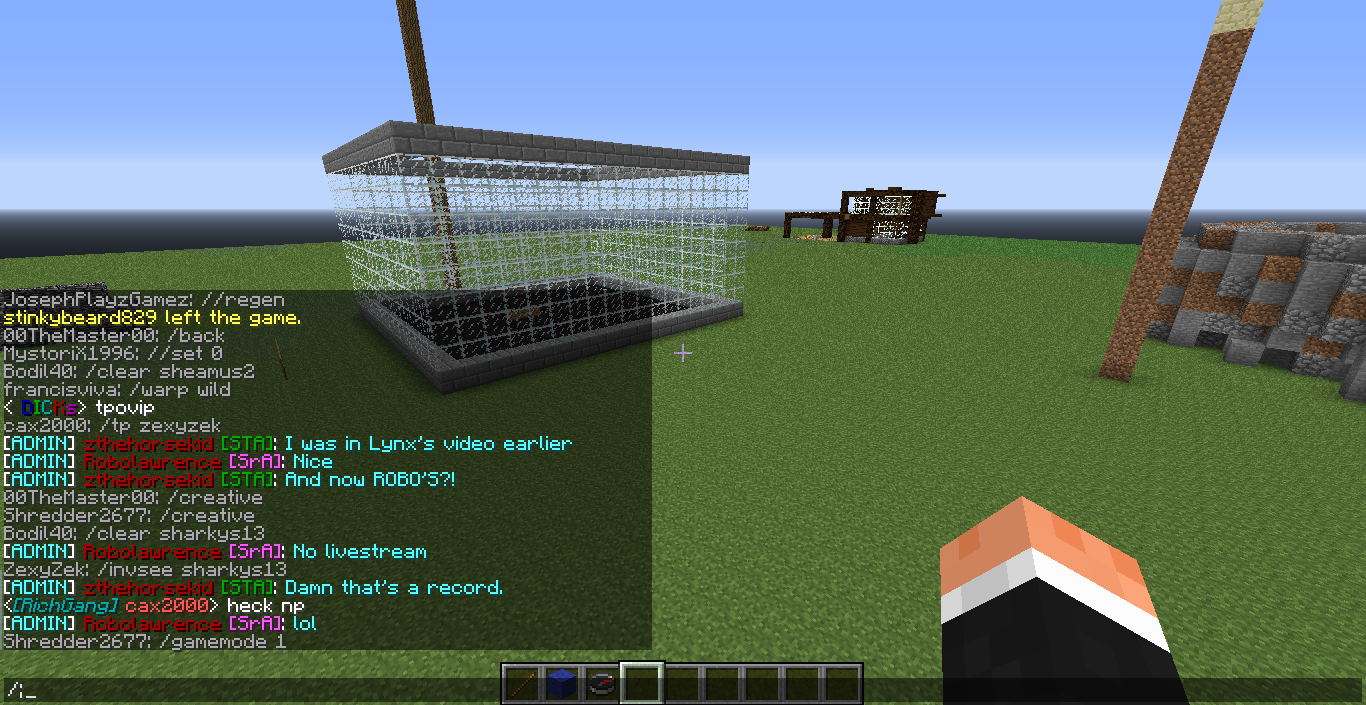 JosephPlayzGamez: //regen
stinkybeard829 left the game.
00TheMaster00: /back
MystoriX1996: //set 0
Bodil40: /clear sheamus2
francisviva: /warp wild
< DICKs> tpovip
cax2000: /tp zexyzek
[ADMIN] zthehorsekid [STA]: I was in Lynx's video earlier
[ADMIN] Robolawrence [SrA]: Nice
[ADMIN] zthehorsekid [STA]: And now ROBO'S?!
00TheMaster00: /creative
Shredder2677: /creative
Bodil40: /clear sharkys13
[ADMIN] Robolawrence [SrA]: No livestream
ZexyZek: /invsee sharkys13
[ADMIN] zthehorsekid [STA]: Damn that's a record.
<[RichGang] cax2000> heck np
[ADMIN] Robolawrence [SrA]: lol
Shredder2677: /gamemode 1
/;_